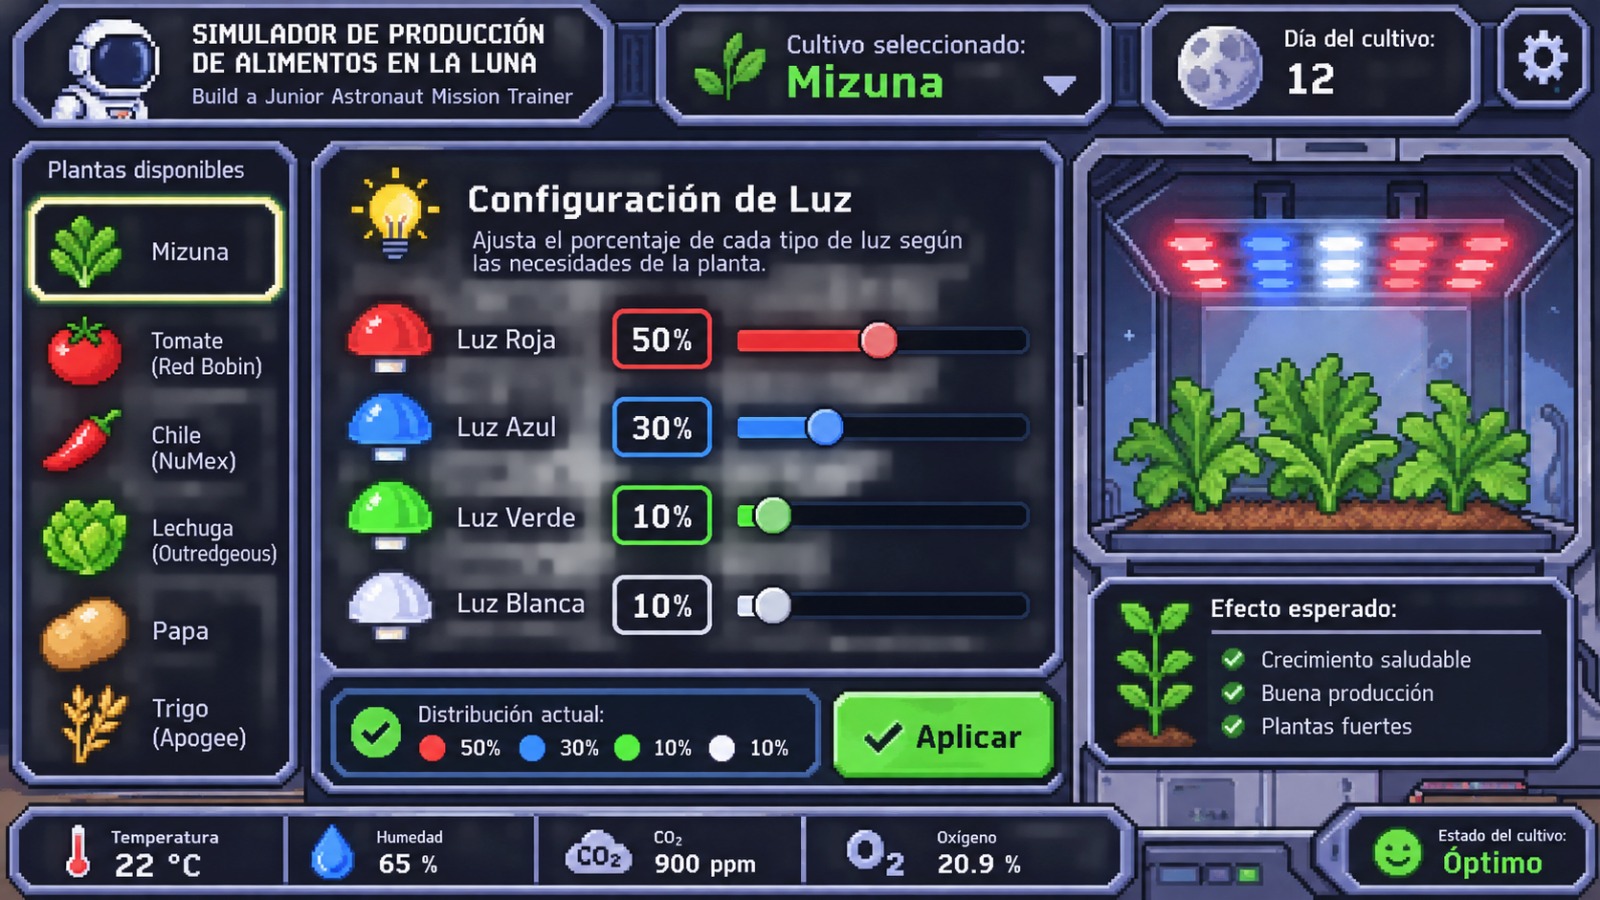 SIMULADOR DE PRODUCCIÓN
DE ALIMENTOS EN LA LUNA
Build a Junior Astronaut Mission Trainer
Cultivo seleccionado:
Mizuna
Día del cultivo:
12
Plantas disponibles
Mizuna
Tomate
(Red Bobin)
Chile
(NuMex)
Lechuga
(Outredgeous)
Papa
Trigo
(Apogee)
Configuración de Luz
Ajusta el porcentaje de cada tipo de luz según
las necesidades de la planta.
Luz Roja 50%
Luz Azul 30%
Luz Verde 10%
Luz Blanca 10%
Distribución actual:
50% 30% 10% 10%
Aplicar
Efecto esperado:
Crecimiento saludable
Buena producción
Plantas fuertes
Temperatura
22 °C
Humedad
65 %
CO₂
CO₂
900 ppm
O₂
Oxígeno
20.9 %
Estado del cultivo:
Óptimo